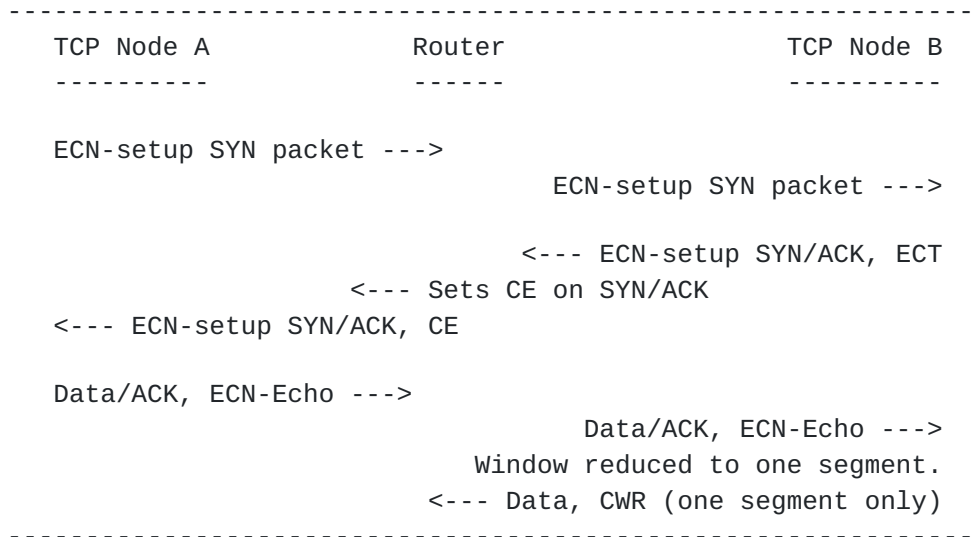 ---------------------------------------------------------------
TCP Node A             Router                  TCP Node B
----------             ------                  ----------
ECN-setup SYN packet --->
ECN-setup SYN packet --->
<--- ECN-setup SYN/ACK, ECT
<--- Sets CE on SYN/ACK
<--- ECN-setup SYN/ACK, CE
Data/ACK, ECN-Echo --->
Data/ACK, ECN-Echo --->
Window reduced to one segment.
<--- Data, CWR (one segment only)
---------------------------------------------------------------